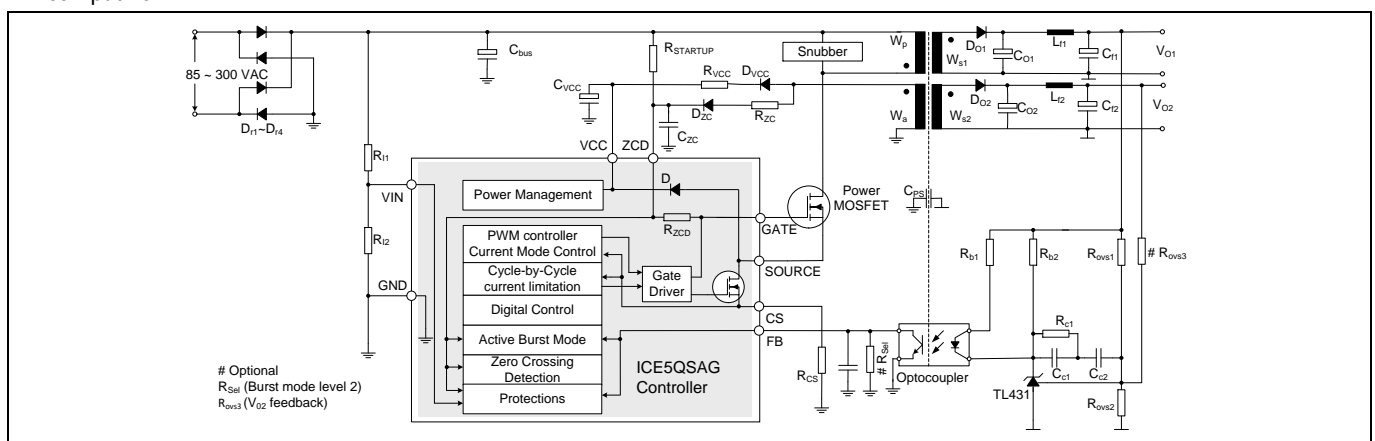 Snubber
Wp
Ws1
DO1
CO1
Lf1
Cf1
VO1
Cbus
RSTARTUP
85 ~ 300 VAC
Dr1~Dr4
CVCC
RVCC
DVCC
DZC
RZC
CZC
Wa
Ws2
DO2
CO2
Lf2
Cf2
VO2
VCC
ZCD
RI1
VIN
RI2
GND
Power Management
D
RZCD
GATE
Power
MOSFET
CPS
SOURCE
PWM controller
Current Mode Control
Cycle-by-Cycle
current limitation
Gate
Driver
Digital Control
Active Burst Mode
Zero Crossing
Detection
Protections
ICE5QSAG
Controller
CS
FB
RCS
# RSel
Optocoupler
Rb1
Rb2
Rovs1
# Rovs3
Rc1
Cc1
Cc2
TL431
Rovs2
# Optional
RSel (Burst mode level 2)
Rovs3 (V02 feedback)